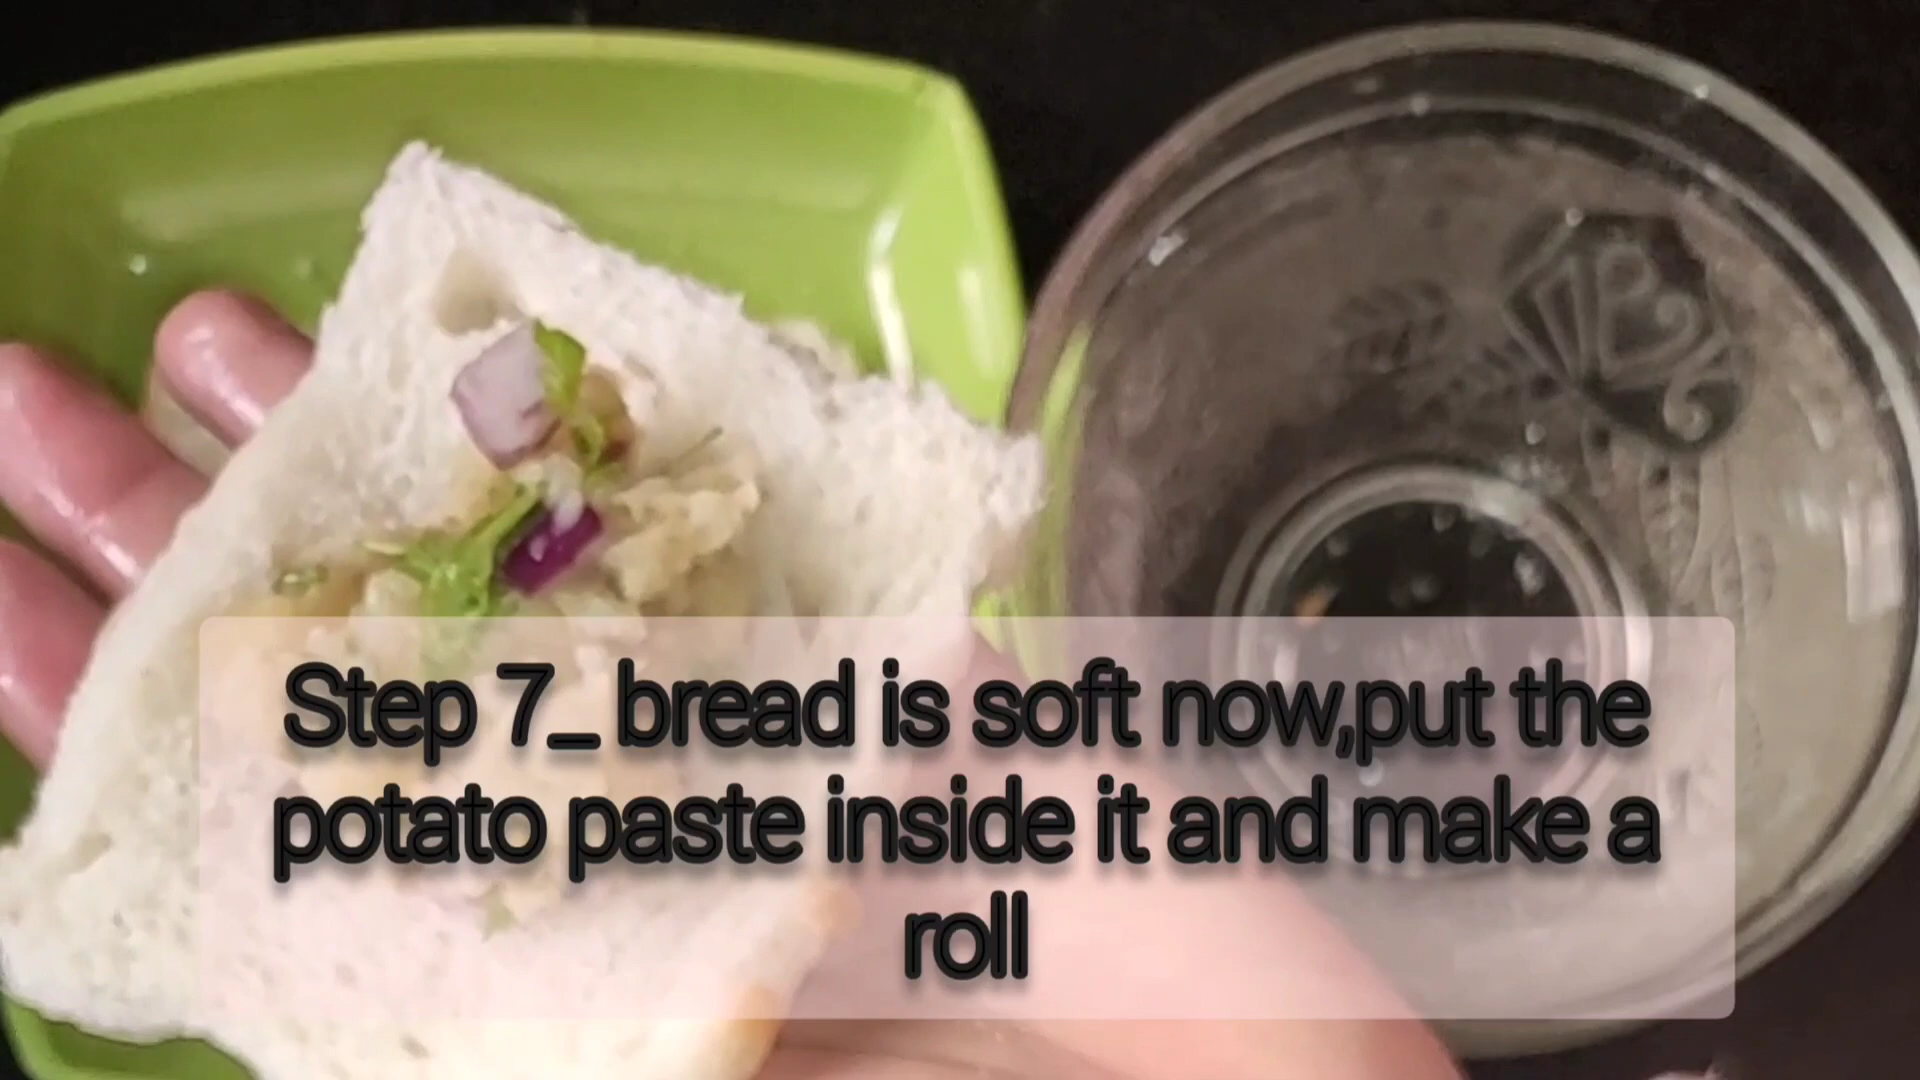 Step 7_ bread is soft now,put the
potato paste inside it and make a
roll